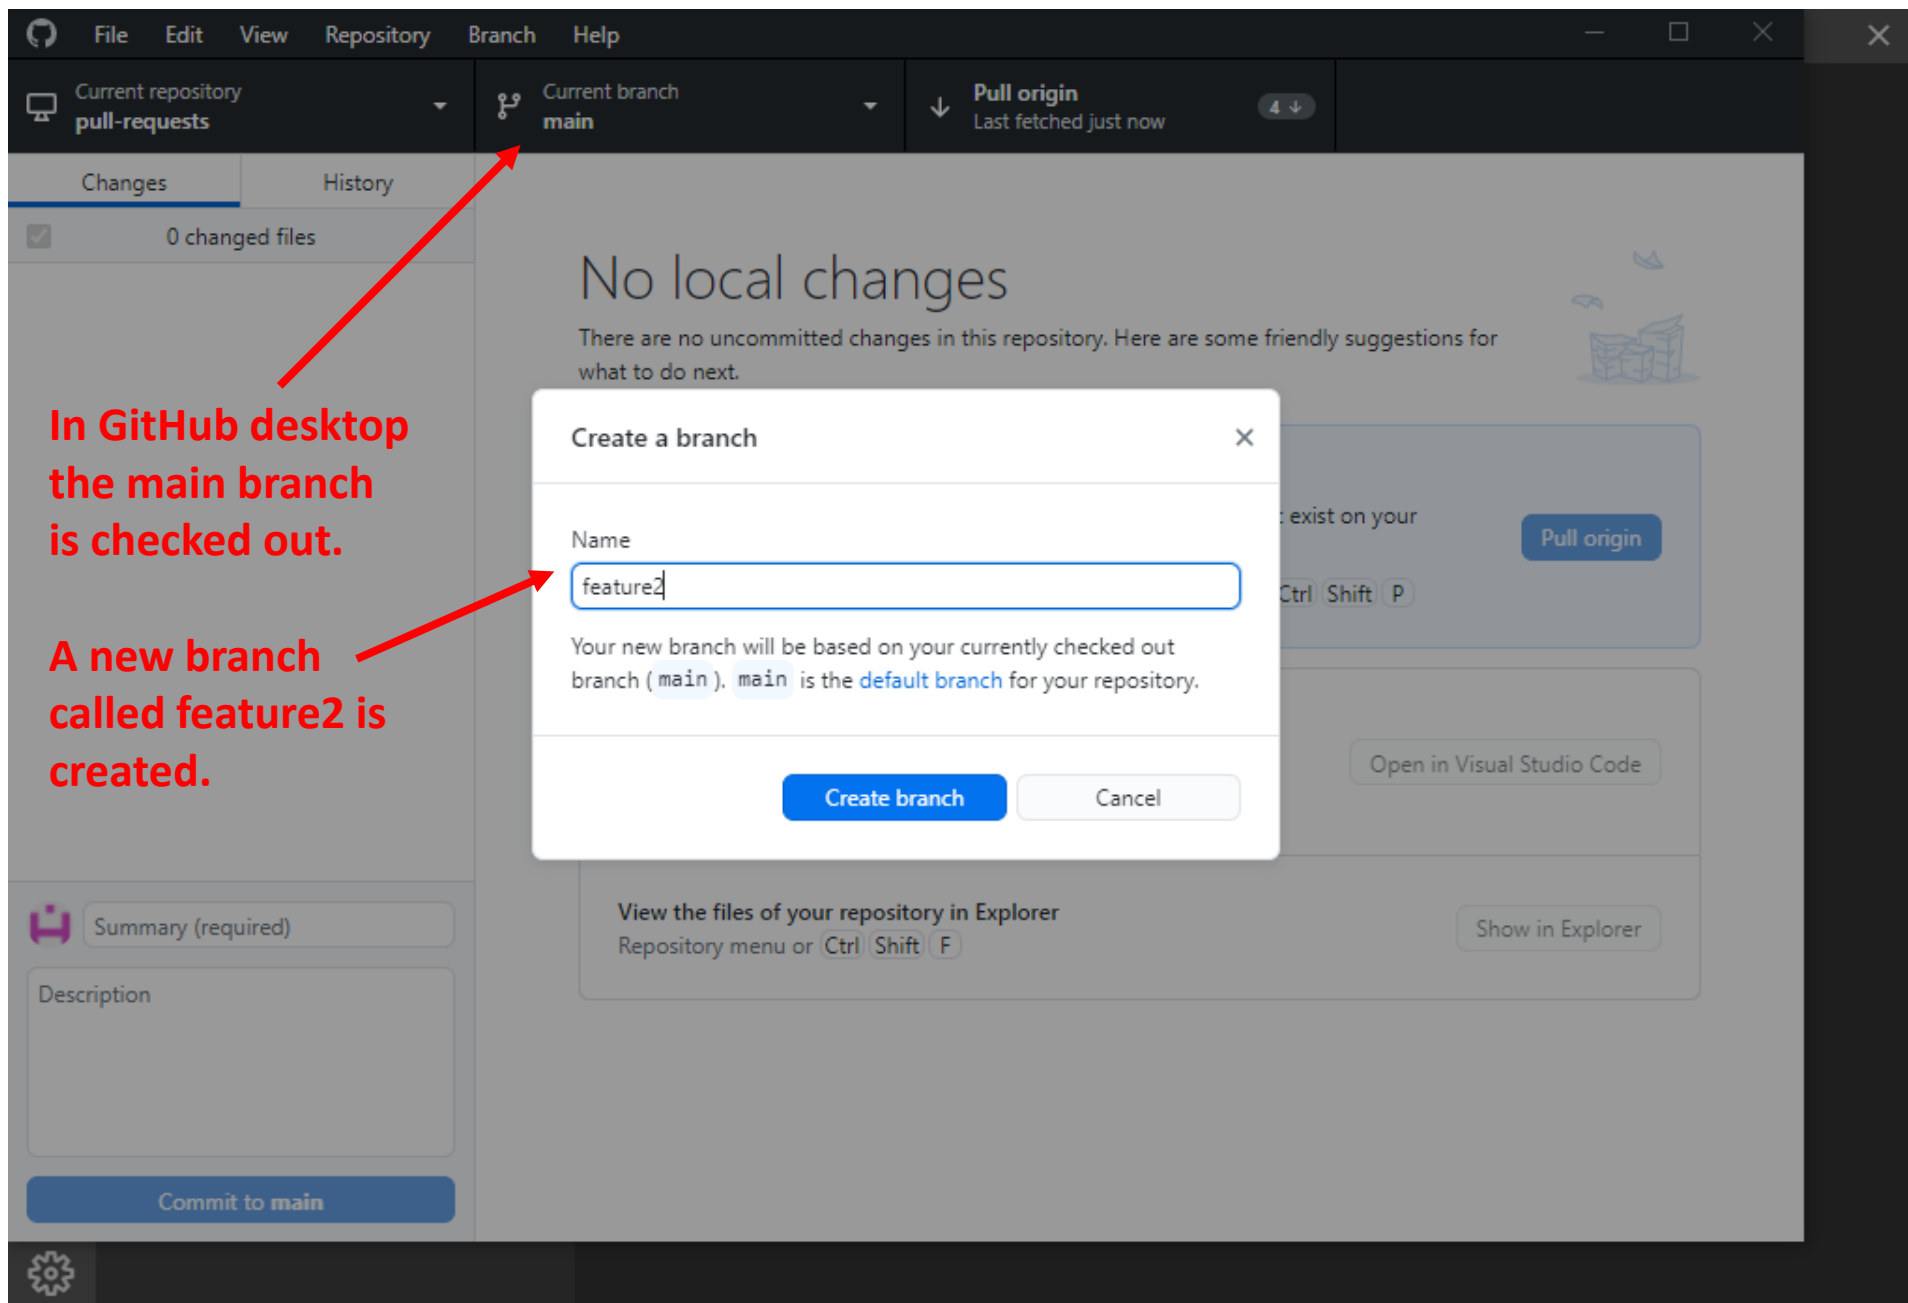 File Edit View Repository Branch Help
Current repository
pull-requests
Current branch
main
Pull origin
Last fetched just now
4
Changes History
0 changed files
No local changes
There are no uncommitted changes in this repository. Here are some friendly suggestions for
what to do next.
In GitHub desktop
the main branch
is checked out.
A new branch
called feature2 is
created.
Create a branch
Name
feature2
Your new branch will be based on your currently checked out
branch (main). main is the default branch for your repository.
Create branch Cancel
exist on your
Pull origin
Ctrl Shift P
Open in Visual Studio Code
View the files of your repository in Explorer
Repository menu or Ctrl Shift F
Show in Explorer
Summary (required)
Description
Commit to main